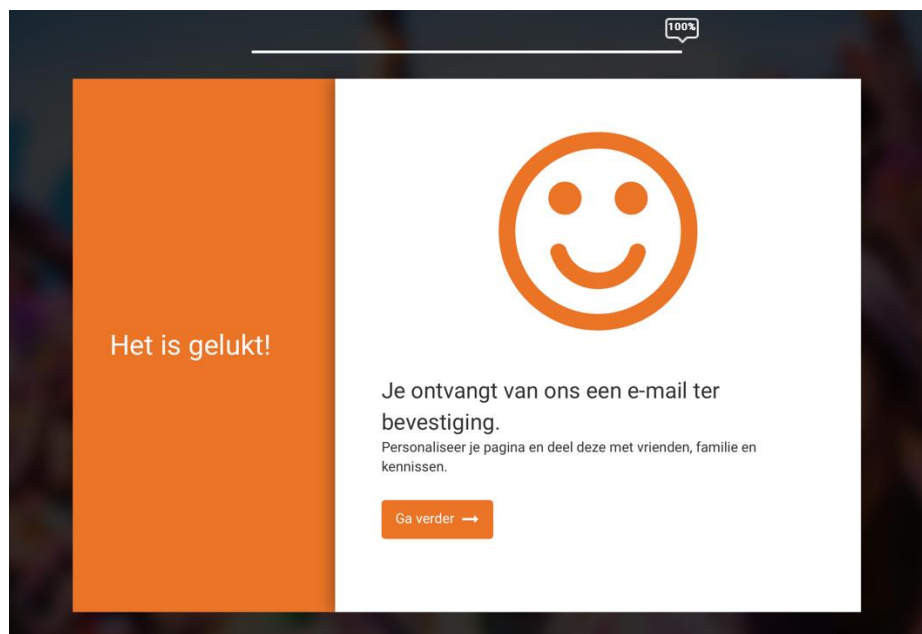 100%
Het is gelukt!
Je ontvangt van ons een e-mail ter
bevestiging.
Personaliseer je pagina en deel deze met vrienden, familie en
kennissen.
Ga verder